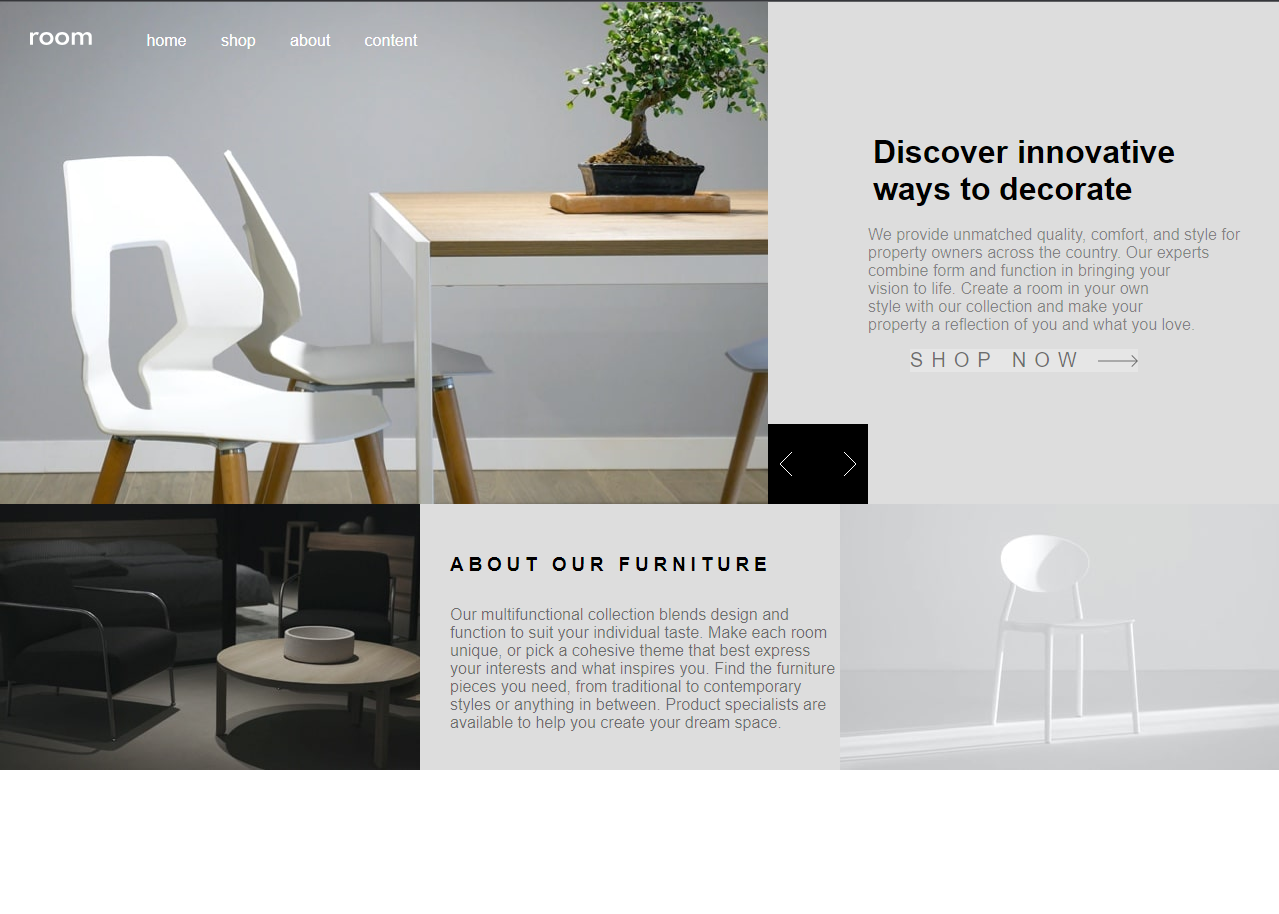 room
home shop about content
Discover innovative
ways to decorate
We provide unmatched quality, comfort, and style for
property owners across the country. Our experts
combine form and function in bringing your
vision to life. Create a room in your own
style with our collection and make your
property a reflection of you and what you love.
SHOP NOW
ABOUT OUR FURNITURE
Our multifunctional collection blends design and
function to suit your individual taste. Make each room
unique, or pick a cohesive theme that best express
your interests and what inspires you. Find the furniture
pieces you need, from traditional to contemporary
styles or anything in between. Product specialists are
available to help you create your dream space.